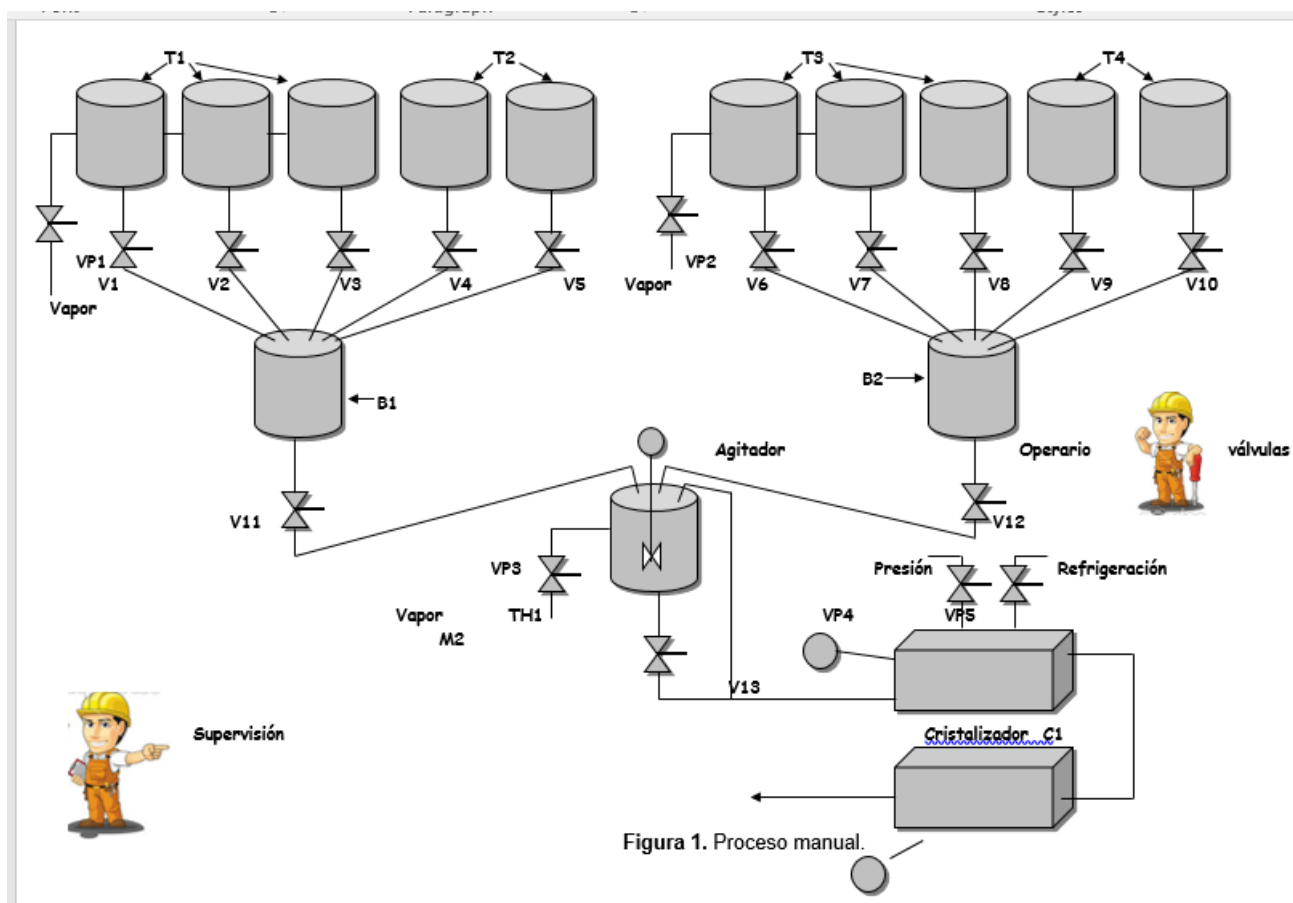 T1
T2
T3
T4
VP1
V1
V2
V3
V4
V5
Vapor
VP2
Vapor
V6
V7
V8
V9
V10
B1
B2
Agitador
Operario
válvulas
V11
V12
VP3
Presión
Refrigeración
Vapor
TH1
M2
VP4
VP5
V13
Supervisión
Cristalizador C1
Figura 1. Proceso manual.